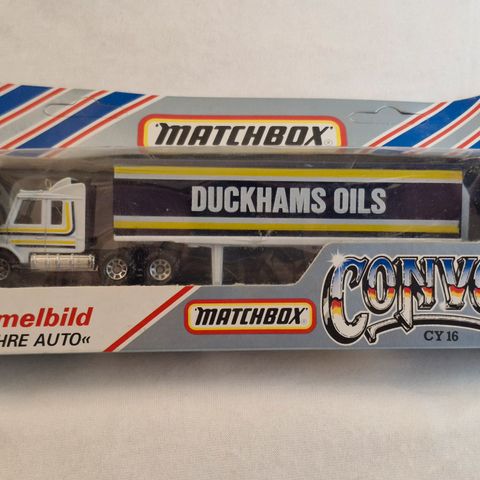 MATCHBOX
DUCKHAMS OILS
melbild
HRE AUTO«
MATCHBOX
CONVO
CY 16